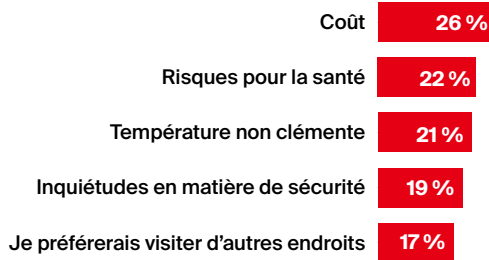 Coût 26 %
Risques pour la santé 22 %
Température non clémente 21 %
Inquiétudes en matière de sécurité 19 %
Je préférerais visiter d'autres endroits 17 %